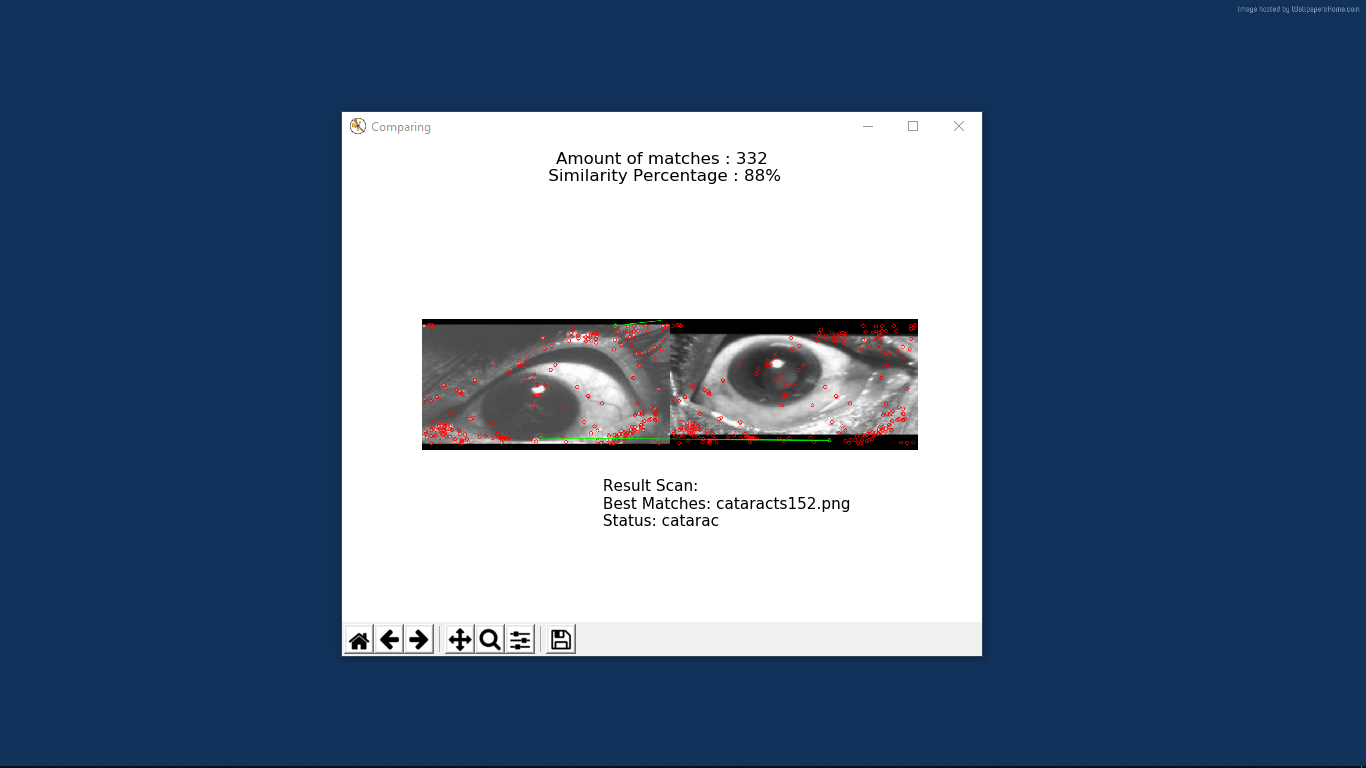 Image hosted by WallpapersHome.com
Comparing
Amount of matches : 332
Similarity Percentage : 88%
Result Scan:
Best Matches: cataracts152.png
Status: catarac